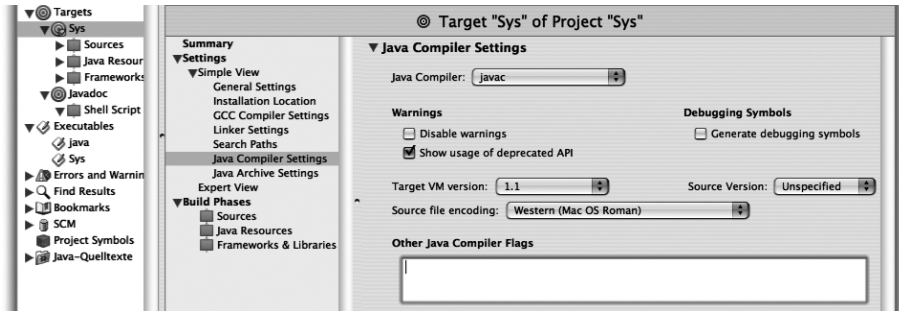 Targets
Sys
Sources
Java Resour
Frameworks
Javadoc
Shell Script
Executables
java
Sys
Errors and Warnin
Find Results
Bookmarks
SCM
Project Symbols
Java-Quelltexte
Summary
Settings
Simple View
General Settings
Installation Location
GCC Compiler Settings
Linker Settings
Search Paths
Java Compiler Settings
Java Archive Settings
Expert View
Build Phases
Sources
Java Resources
Frameworks & Libraries
Target "Sys" of Project "Sys"
Java Compiler Settings
Java Compiler: javac
Warnings
Disable warnings
Show usage of deprecated API
Debugging Symbols
Generate debugging symbols
Target VM version: 1.1
Source Version: Unspecified
Source file encoding: Western (Mac OS Roman)
Other Java Compiler Flags